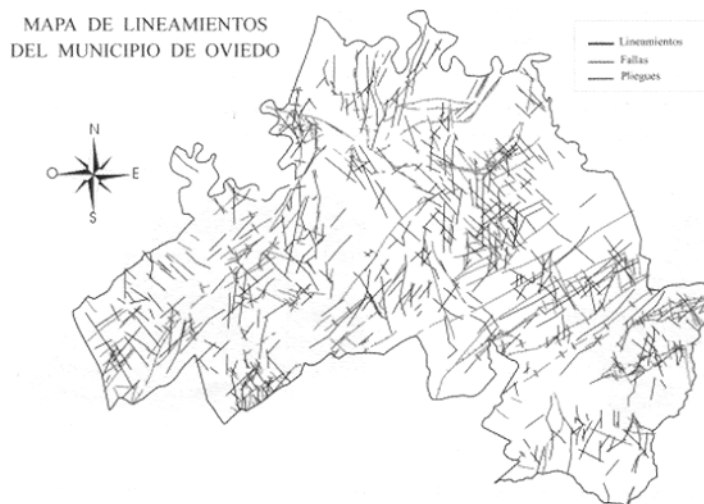 MAPA DE LINEAMIENTOS
DEL MUNICIPIO DE OVIEDO
Lineamientos
Fallas
Pliegues
N
O
E
S